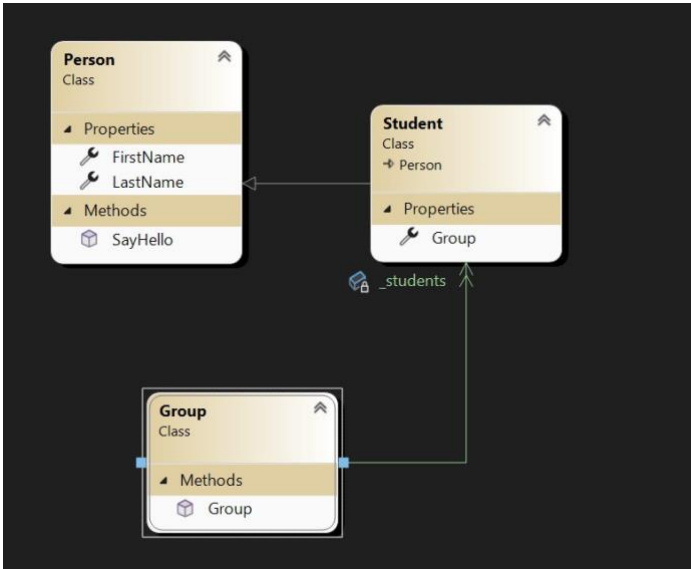 Person
Class
Properties
FirstName
LastName
Methods
SayHello
Student
Class
Person
Properties
Group
_students
Group
Class
Methods
Group